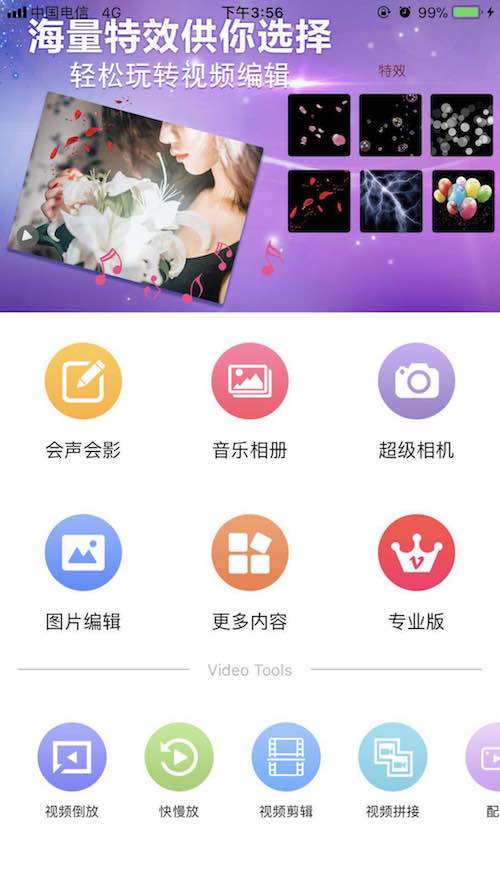 中国电信 4G 下午3:56 99%
海量特效供你选择
轻松玩转视频编辑
特效
会声会影 音乐相册 超级相机
图片编辑 更多内容 专业版
Video Tools
视频倒放 快慢放 视频剪辑 视频拼接 配